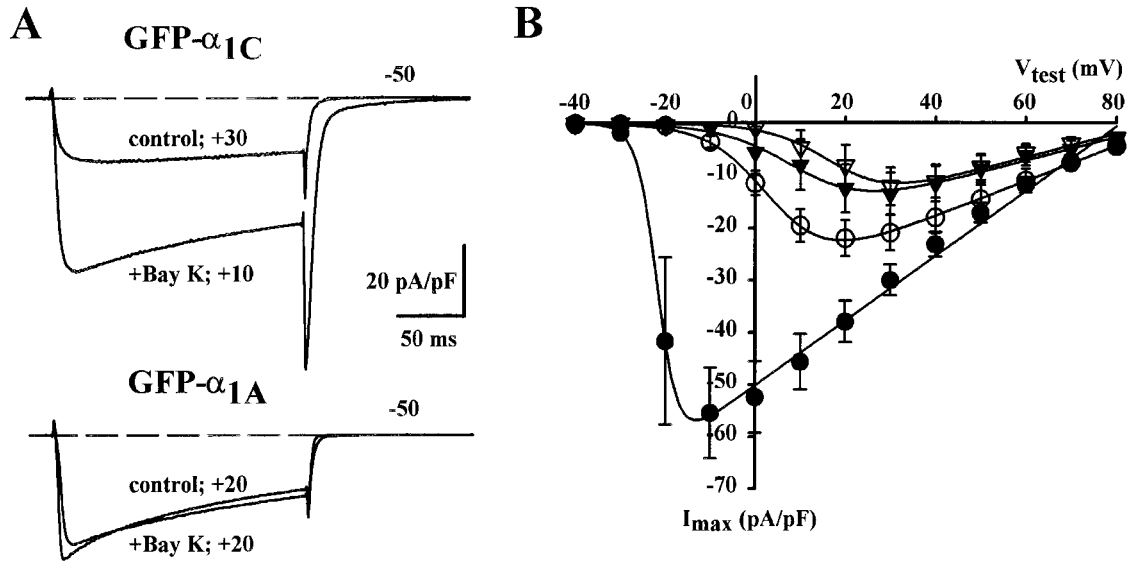 A
GFP-α1C
-50
control; +30
+Bay K; +10
20 pA/pF
50 ms
GFP-α1A
-50
control; +20
+Bay K; +20
B
Vtest (mV)
-40 -20 0 20 40 60 80
0
-10
-20
-30
-40
-50
-60
-70
Imax (pA/pF)